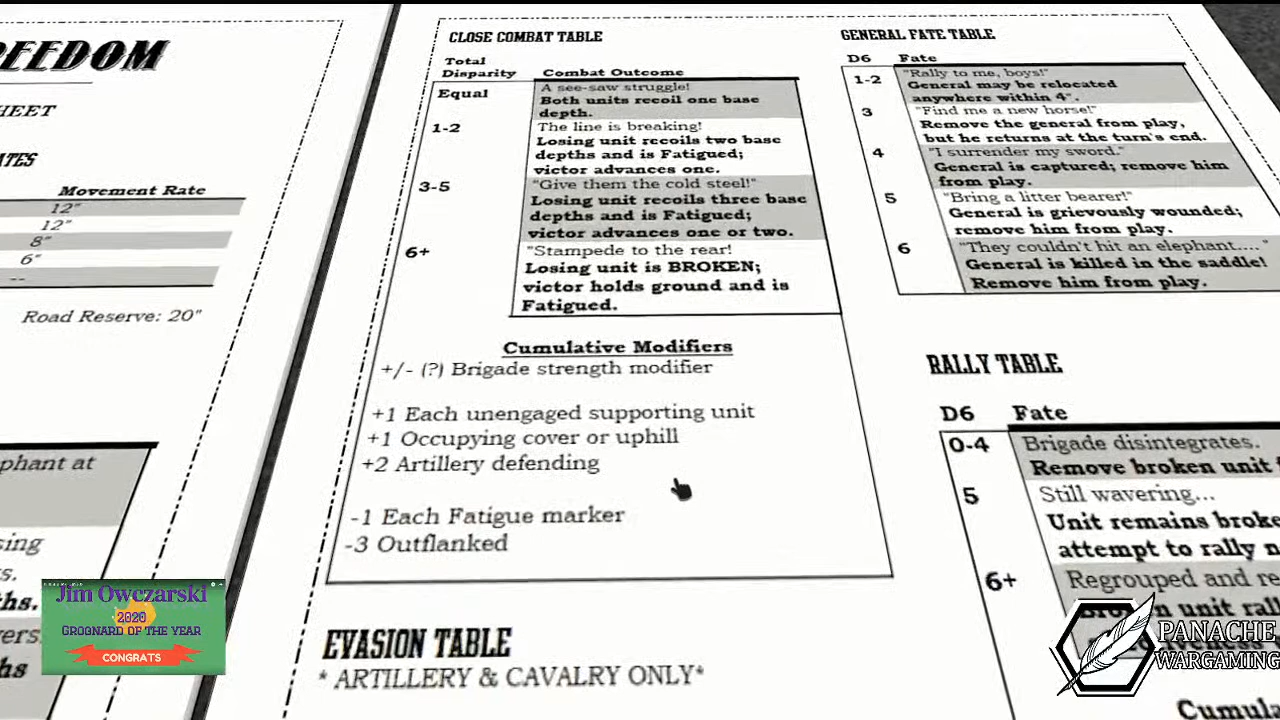 EEDOM
HEET
ATES
Movement Rate
12"
12"
8"
6"
--
Road Reserve: 20"
phant at
sing
s.
ths.
vers
hs
CLOSE COMBAT TABLE
Total
Disparity Combat Outcome
Equal A see-saw struggle!
Both units recoil one base
depth.
1-2 The line is breaking!
Losing unit recoils two base
depths and is Fatigued;
victor advances one.
3-5 "Give them the cold steel!"
Losing unit recoils three base
depths and is Fatigued;
victor advances one or two.
6+ "Stampede to the rear!
Losing unit is BROKEN;
victor holds ground and is
Fatigued.
Cumulative Modifiers
+/- (?) Brigade strength modifier
+1 Each unengaged supporting unit
+1 Occupying cover or uphill
+2 Artillery defending
-1 Each Fatigue marker
-3 Outflanked
EVASION TABLE
* ARTILLERY & CAVALRY ONLY*
GENERAL FATE TABLE
D6 Fate
1-2 "Rally to me, boys!"
General may be relocated
anywhere within 4".
3 "Find me a new horse!"
Remove the general from play,
but he returns at the turn's end.
4 "I surrender my sword."
General is captured; remove him
from play.
5 "Bring a litter bearer!"
General is grievously wounded;
remove him from play.
6 "They couldn't hit an elephant...."
General is killed in the saddle!
Remove him from play.
RALLY TABLE
D6 Fate
0-4 Brigade disintegrates.
Remove broken unit f
5 Still wavering...
Unit remains broke
attempt to rally n
6+ Regrouped and re
Broken unit rall
Cumula
Jim Owczarski
2020
GROGNARD OF THE YEAR
CONGRATS
PANACHE
WARGAMING